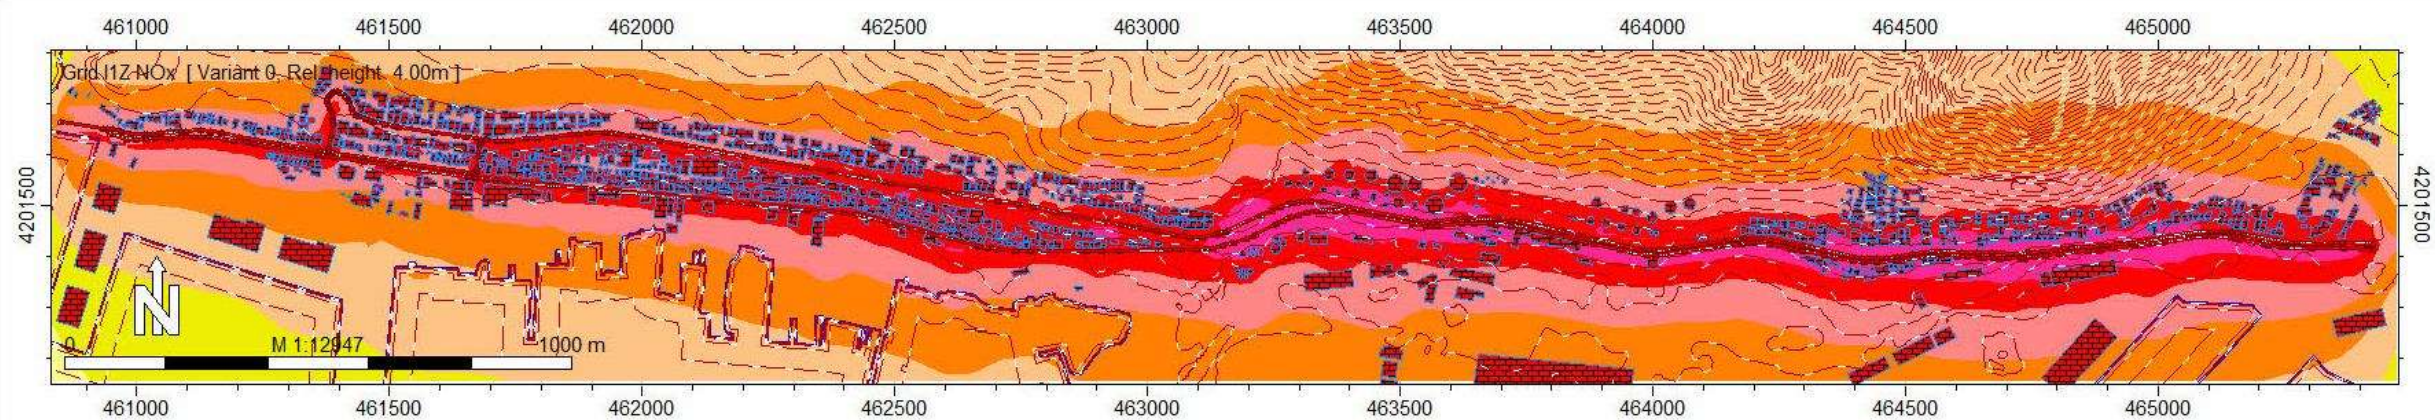 461000 461500 462000 462500 463000 463500 464000 464500 465000
Grid I1Z NOx [ Variant 0, Rel. height 4.00m ]
4201500 4201500
N
0 M 1:12947 1000 m
461000 461500 462000 462500 463000 463500 464000 464500 465000